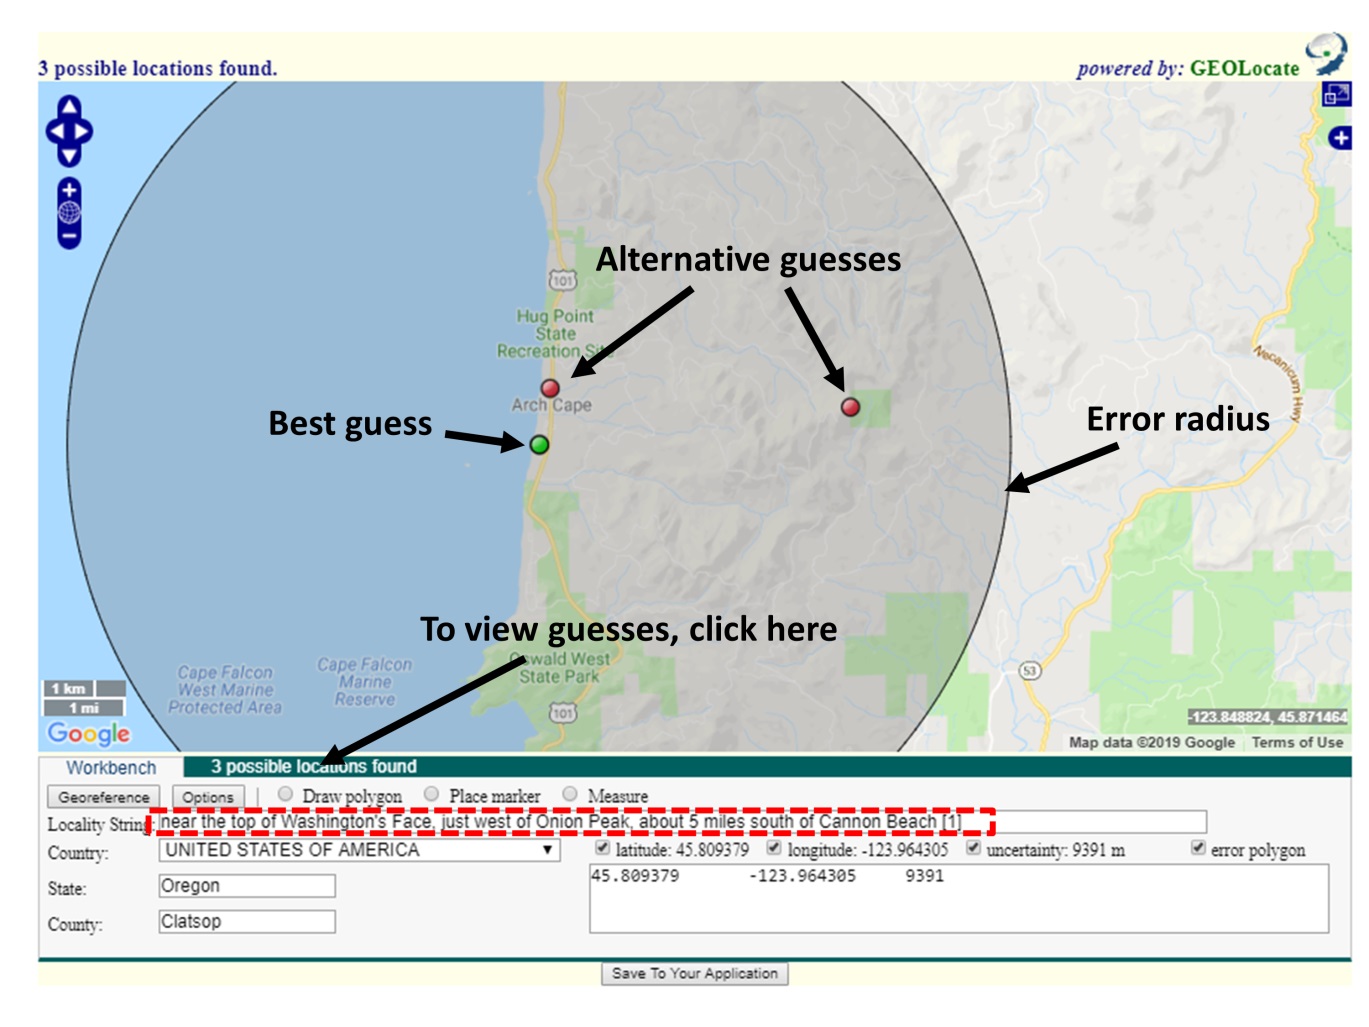 3 possible locations found.
powered by: GEOLocate
Alternative guesses
101
Hug Point
State
Recreation Site
Arch Cape
Best guess
Necanicum Hwy
Error radius
To view guesses, click here
Oswald West
State Park
Cape Falcon
West Marine
Protected Area
Cape Falcon
Marine
Reserve
53
101
1 km
1 mi
Google
-123.848824, 45.871464
Map data ©2019 Google Terms of Use
Workbench 3 possible locations found
Georeference Options | Draw polygon Place marker Measure
Locality String: near the top of Washington's Face, just west of Onion Peak, about 5 miles south of Cannon Beach [1]
Country: UNITED STATES OF AMERICA latitude: 45.809379 longitude: -123.964305 uncertainty: 9391 m error polygon
45.809379 -123.964305 9391
State: Oregon
County: Clatsop
Save To Your Application